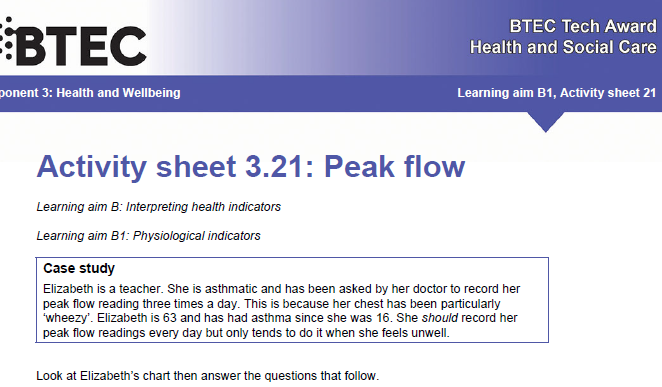 BTEC
BTEC Tech Award
Health and Social Care
ponent 3: Health and Wellbeing
Learning aim B1, Activity sheet 21
Activity sheet 3.21: Peak flow
Learning aim B: Interpreting health indicators
Learning aim B1: Physiological indicators
Case study
Elizabeth is a teacher. She is asthmatic and has been asked by her doctor to record her
peak flow reading three times a day. This is because her chest has been particularly
‘wheezy’. Elizabeth is 63 and has had asthma since she was 16. She should record her
peak flow readings every day but only tends to do it when she feels unwell.
Look at Elizabeth’s chart then answer the questions that follow.